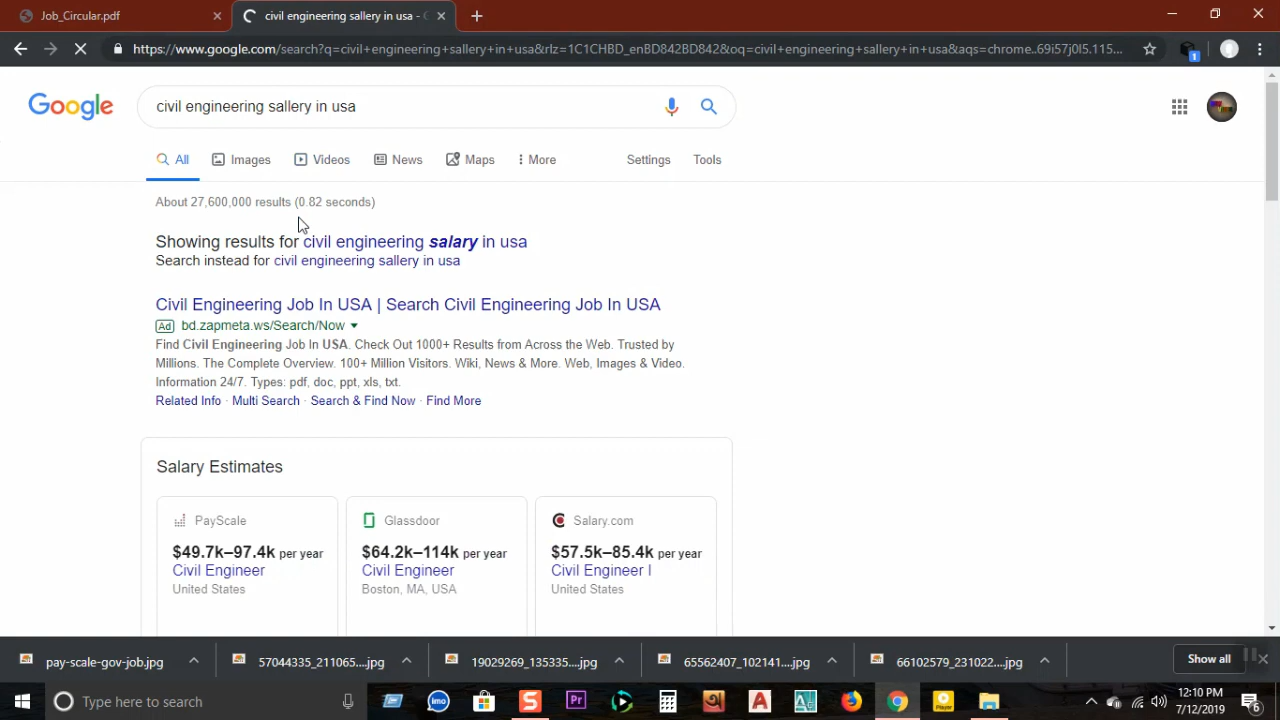 Job_Circular.pdf
civil engineering sallery in usa - G
https://www.google.com/search?q=civil+engineering+sallery+in+usa&rlz=1C1CHBD_enBD842BD842&oq=civil+engineering+sallery+in+usa&aqs=chrome..69i57j0l5.115...
1
Google
civil engineering sallery in usa
All
Images
Videos
News
Maps
More
Settings
Tools
About 27,600,000 results (0.82 seconds)
Showing results for civil engineering salary in usa
Search instead for civil engineering sallery in usa
Civil Engineering Job In USA | Search Civil Engineering Job In USA
Ad bd.zapmeta.ws/Search/Now
Find Civil Engineering Job In USA. Check Out 1000+ Results from Across the Web. Trusted by
Millions. The Complete Overview. 100+ Million Visitors. Wiki, News & More. Web, Images & Video.
Information 24/7. Types: pdf, doc, ppt, xls, txt.
Related Info · Multi Search · Search & Find Now · Find More
Salary Estimates
PayScale
$49.7k–97.4k per year
Civil Engineer
United States
Glassdoor
$64.2k–114k per year
Civil Engineer
Boston, MA, USA
Salary.com
$57.5k–85.4k per year
Civil Engineer I
United States
pay-scale-gov-job.jpg
57044335_211065....jpg
19029269_135335....jpg
65562407_102141....jpg
66102579_231022....jpg
Show all
Type here to search
imo
S
Pr
অ
A
Player
12:10 PM
7/12/2019
6